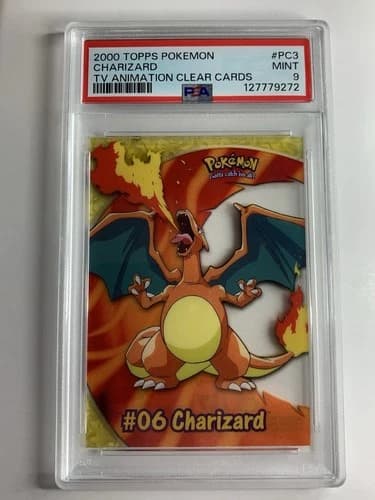 2000 TOPPS POKEMON #PC3
CHARIZARD MINT
TV ANIMATION CLEAR CARDS 9
PSA 127779272
POKéMON
Gotta catch 'em all!
#06 Charizard